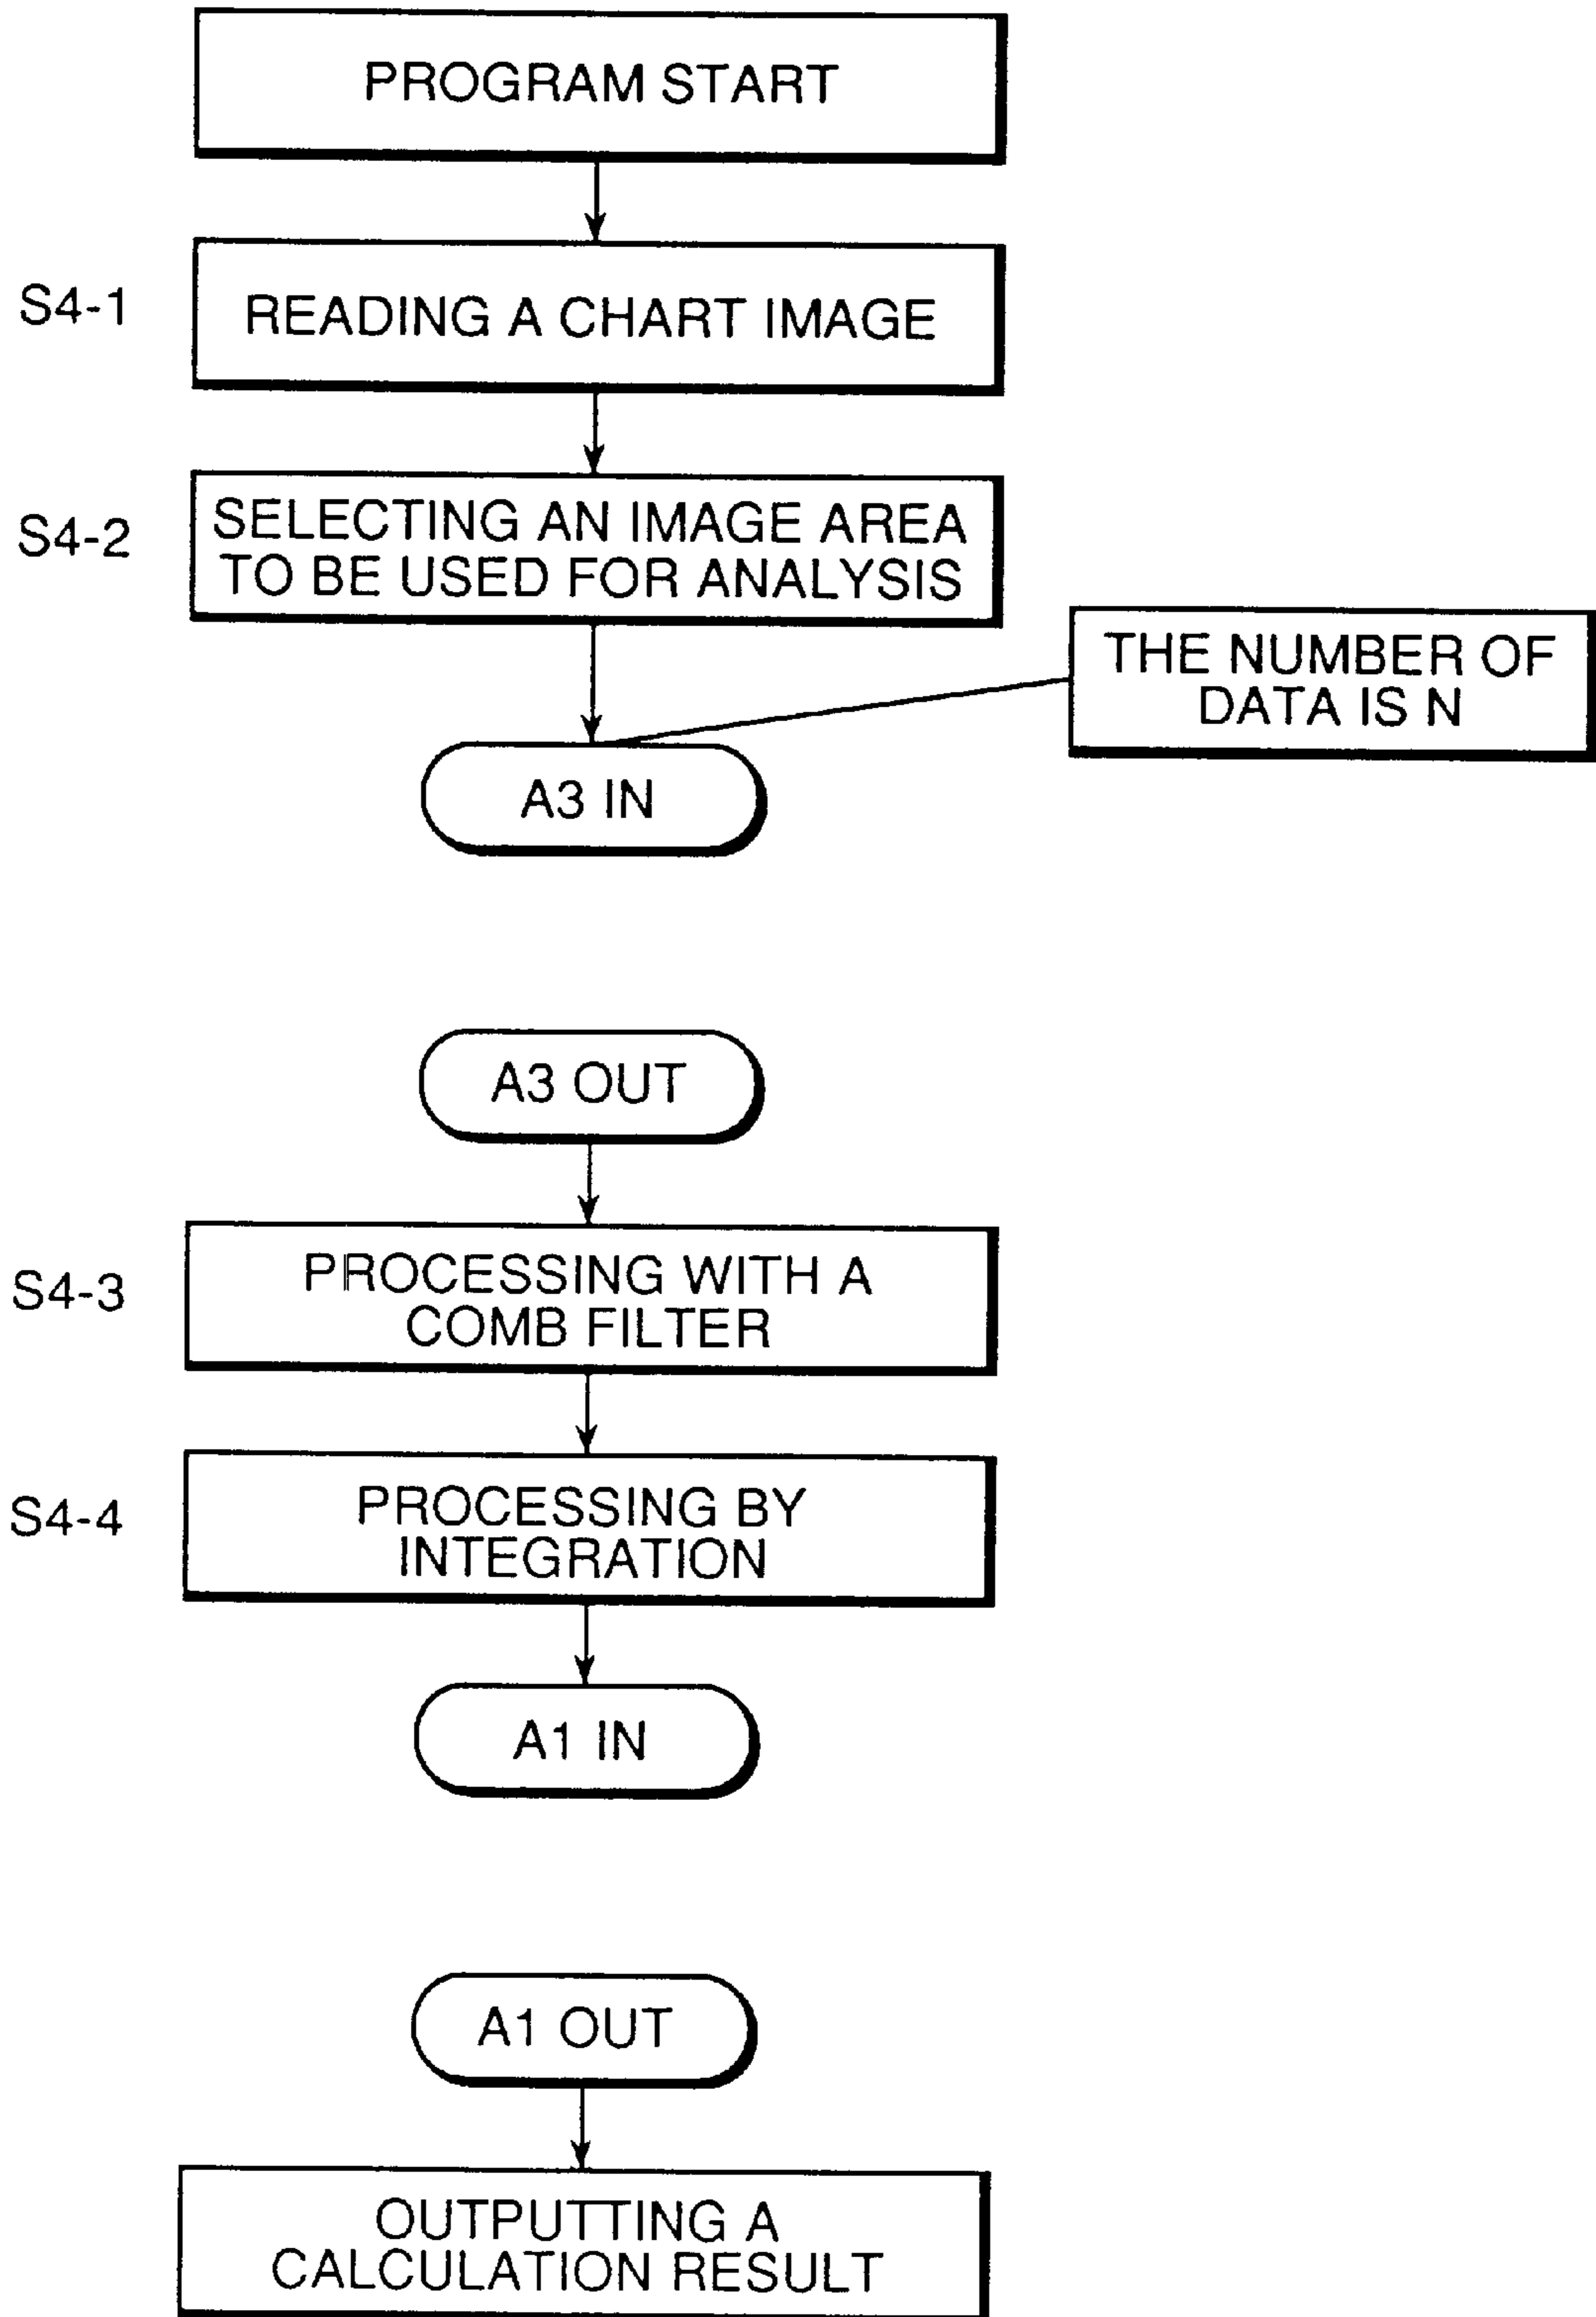 PROGRAM START
S4-1
READING A CHART IMAGE
S4-2
SELECTING AN IMAGE AREA
TO BE USED FOR ANALYSIS
THE NUMBER OF
DATA IS N
A3 IN
A3 OUT
S4-3
PROCESSING WITH A
COMB FILTER
S4-4
PROCESSING BY
INTEGRATION
A1 IN
A1 OUT
OUTPUTTING A
CALCULATION RESULT